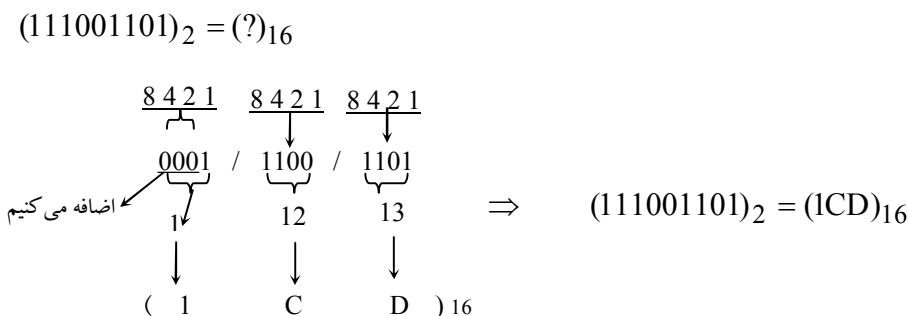 (111001101)2 = (?)16
8 4 2 1 8 4 2 1 8 4 2 1
0001 / 1100 / 1101
اضافه می‌کنیم 1 12 13 ⇒ (111001101)2 = (1CD)16
( 1 C D ) 16